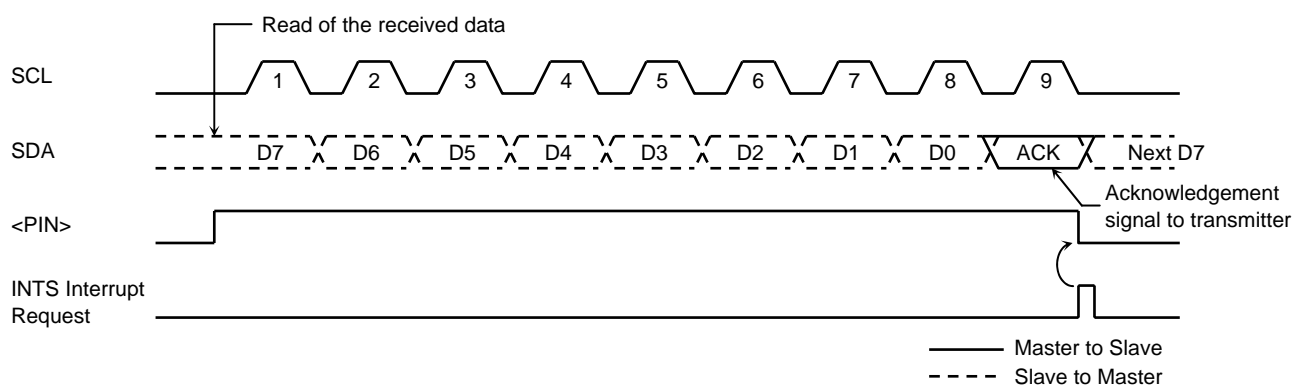 Read of the received data
SCL
1 2 3 4 5 6 7 8 9
SDA
D7 D6 D5 D4 D3 D2 D1 D0 ACK Next D7
Acknowledgement
signal to transmitter
<PIN>
INTS Interrupt
Request
Master to Slave
Slave to Master